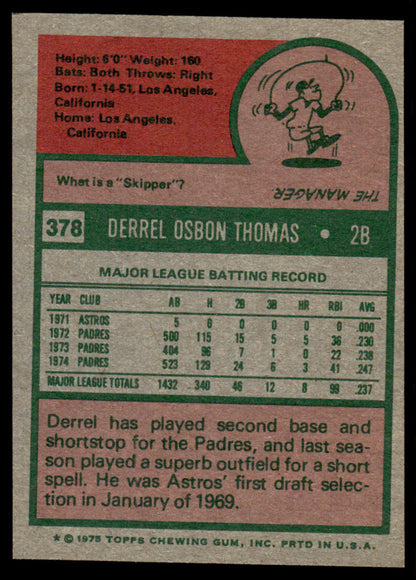 Height: 6'0" Weight: 160
Bats: Both Throws: Right
Born: 1-14-51, Los Angeles,
California
Home: Los Angeles,
California
What is a "Skipper"?
THE MANAGER
378 DERREL OSBON THOMAS • 2B
MAJOR LEAGUE BATTING RECORD
YEAR CLUB AB H 2B 3B HR RBI AVG
1971 ASTROS 5 0 0 0 0 0 .000
1972 PADRES 500 115 15 5 5 36 .230
1973 PADRES 404 96 7 1 0 22 .238
1974 PADRES 523 129 24 6 3 41 .247
MAJOR LEAGUE TOTALS 1432 340 46 12 8 99 .237
Derrel has played second base and
shortstop for the Padres, and last sea-
son played a superb outfield for a short
spell. He was Astros' first draft selec-
tion in January of 1969.
* © 1975 TOPPS CHEWING GUM, INC. PRTD IN U.S.A.